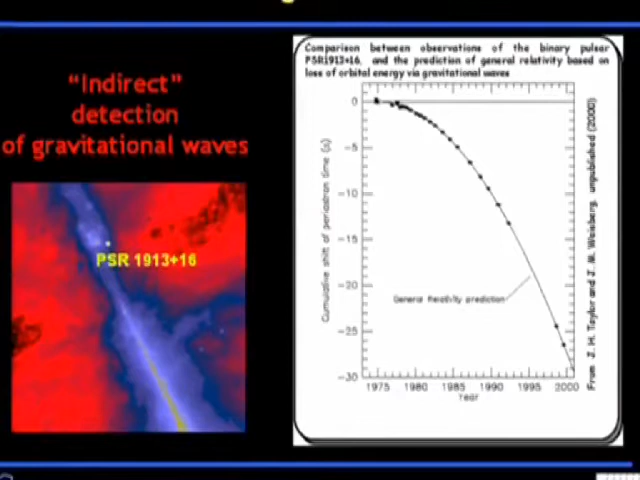 "Indirect"
detection
of gravitational waves
PSR 1913+16
Comparison between observations of the binary pulsar
PSR1913+16, and the prediction of general relativity based on
loss of orbital energy via gravitational waves
Cumulative shift of periastron time (s)
0
-5
-10
-15
-20
-25
-30
General Relativity prediction
1975 1980 1985 1990 1995 2000
Year
From J. H. Taylor and J. M. Weisberg, unpublished (2000)